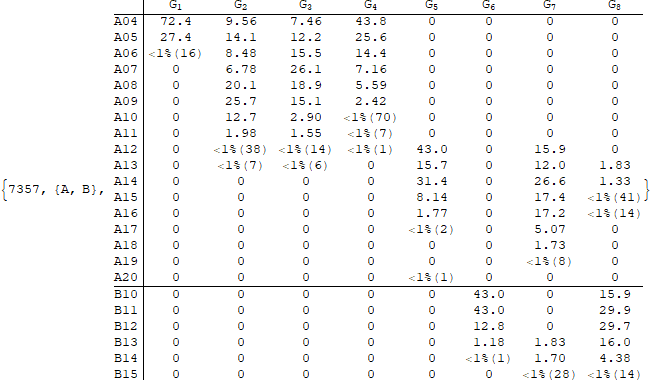 G1 G2 G3 G4 G5 G6 G7 G8
A04 72.4 9.56 7.46 43.8 0 0 0 0
A05 27.4 14.1 12.2 25.6 0 0 0 0
A06 <1%(16) 8.48 15.5 14.4 0 0 0 0
A07 0 6.78 26.1 7.16 0 0 0 0
A08 0 20.1 18.9 5.59 0 0 0 0
A09 0 25.7 15.1 2.42 0 0 0 0
A10 0 12.7 2.90 <1%(70) 0 0 0 0
A11 0 1.98 1.55 <1%(7) 0 0 0 0
A12 0 <1%(38) <1%(14) <1%(1) 43.0 0 15.9 0
A13 0 <1%(7) <1%(6) 0 15.7 0 12.0 1.83
{7357, {A, B}, A14 0 0 0 0 31.4 0 26.6 1.33 }
A15 0 0 0 0 8.14 0 17.4 <1%(41)
A16 0 0 0 0 1.77 0 17.2 <1%(14)
A17 0 0 0 0 <1%(2) 0 5.07 0
A18 0 0 0 0 0 0 1.73 0
A19 0 0 0 0 0 0 <1%(8) 0
A20 0 0 0 0 <1%(1) 0 0 0
B10 0 0 0 0 0 43.0 0 15.9
B11 0 0 0 0 0 43.0 0 29.9
B12 0 0 0 0 0 12.8 0 29.7
B13 0 0 0 0 0 1.18 1.83 16.0
B14 0 0 0 0 0 <1%(1) 1.70 4.38
B15 0 0 0 0 0 0 <1%(28) <1%(14)